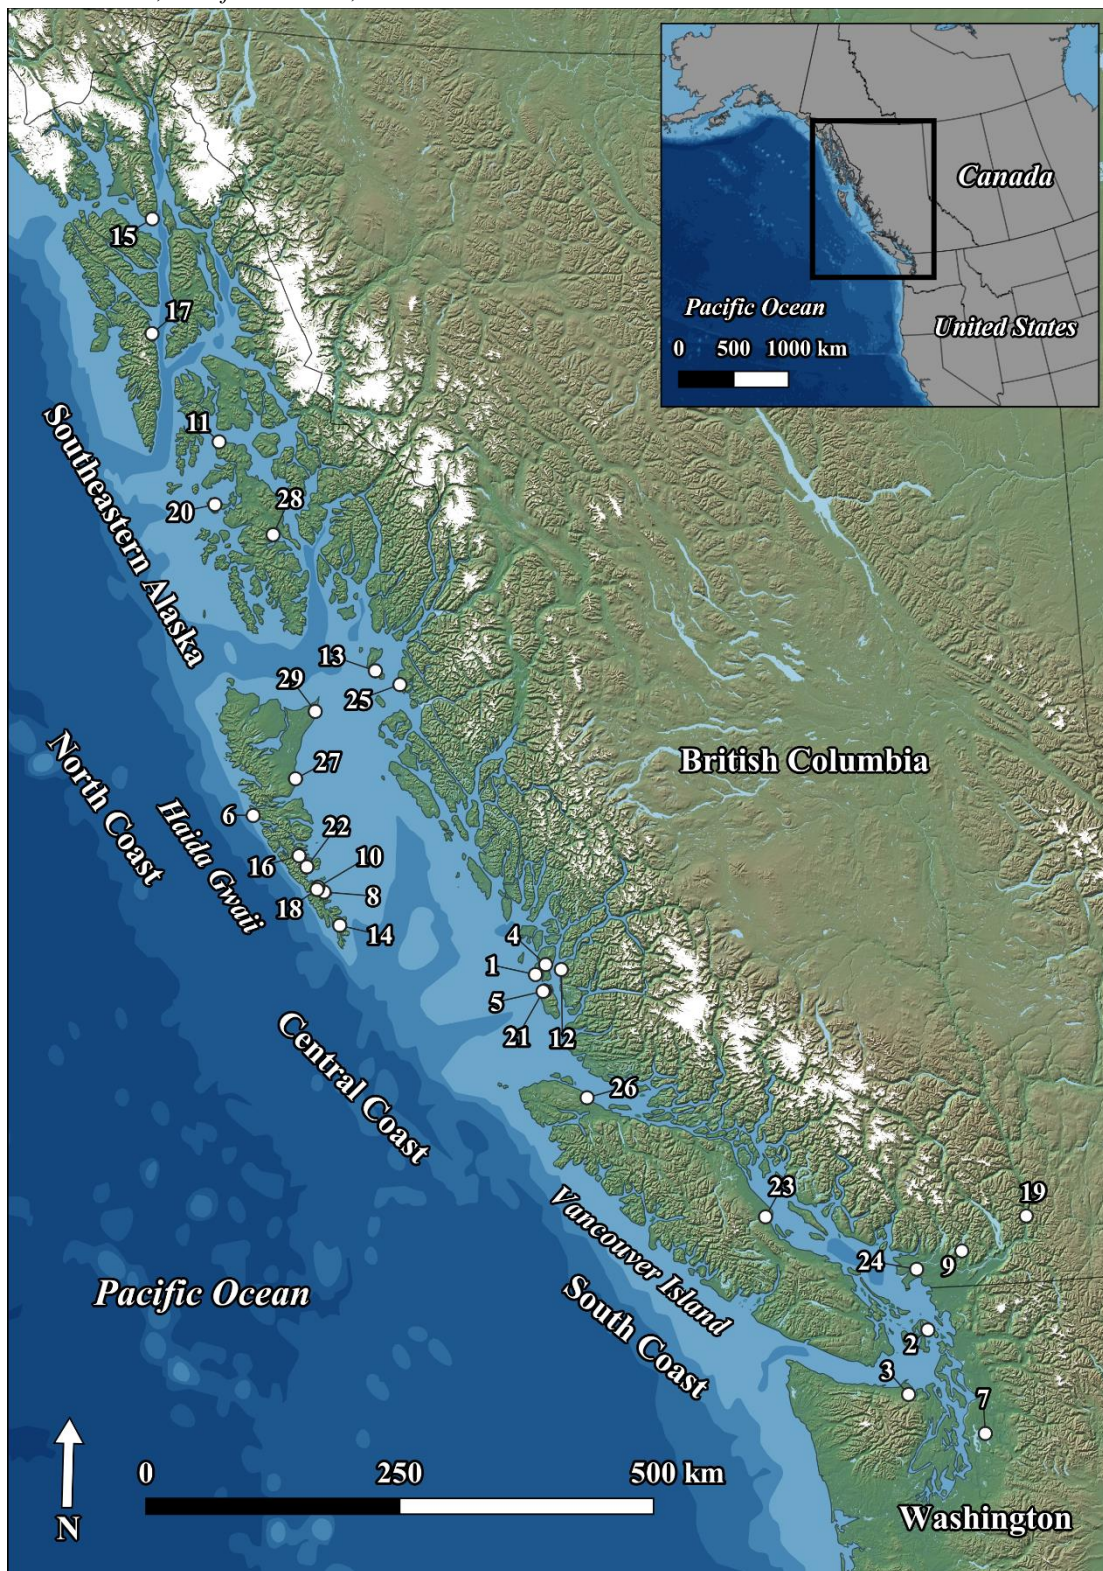 Canada
Pacific Ocean
United States
0 500 1000 km
15
17
11
20
28
Southeastern Alaska
13
25
29
27
6
North Coast
Haida Gwaii
British Columbia
22
16
10
18
8
14
4
1
5
21
12
26
Central Coast
Vancouver Island
South Coast
23
19
24
9
2
3
7
Pacific Ocean
0 250 500 km
N
Washington